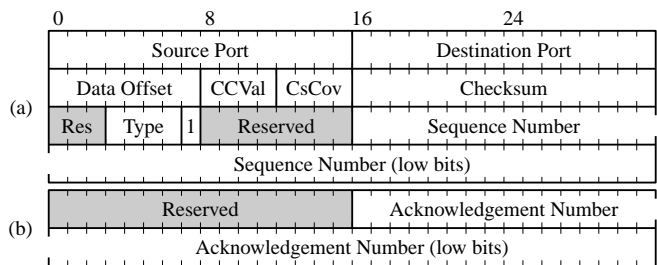 0 8 16 24
Source Port Destination Port
Data Offset CCVal CsCov Checksum
(a)
Res Type 1 Reserved Sequence Number
Sequence Number (low bits)
Reserved Acknowledgement Number
(b)
Acknowledgement Number (low bits)